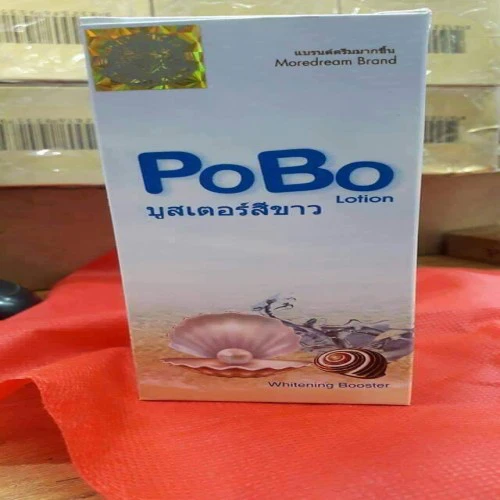 แบรนด์ครีมมากขึ้น
Moredream Brand
PoBo
Lotion
บูสเตอร์สีขาว
Whitening Booster